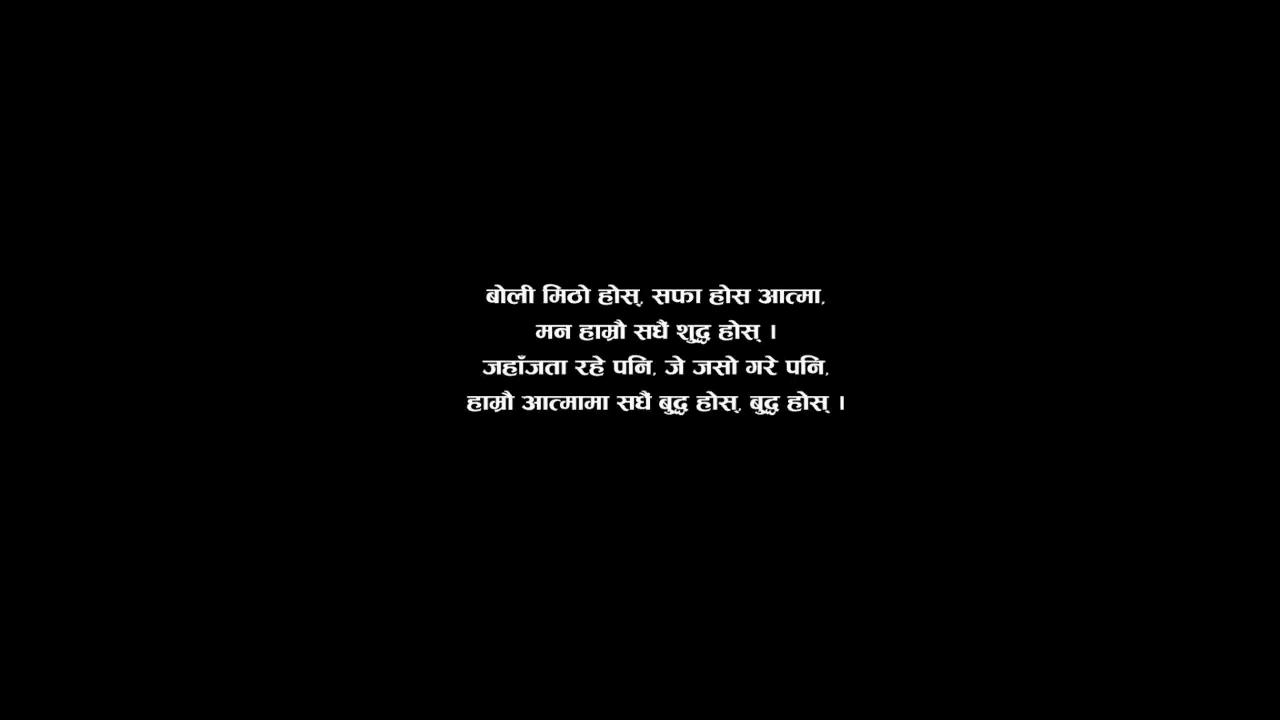 बोली मिठो होस्, सफा होस आत्मा,
मन हाम्रौ सधैं शुद्ध होस् ।
जहाँजता रहे पनि, जे जसो गरे पनि,
हाम्रौ आत्मामा सधैं बुद्ध होस्, बुद्ध होस् ।